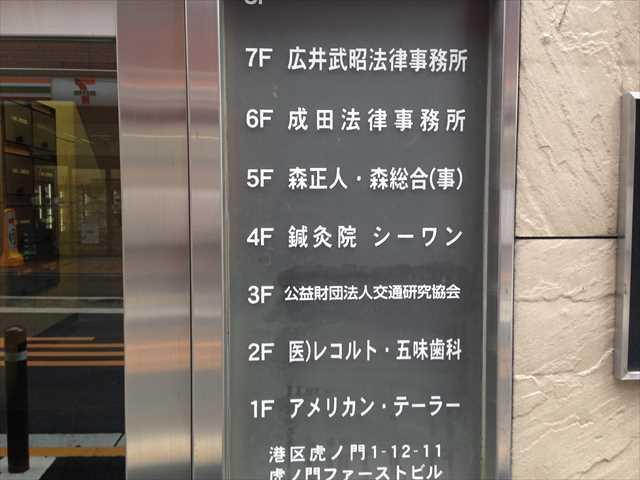 7F 広井武昭法律事務所
6F 成田法律事務所
5F 森正人・森総合(事)
4F 鍼灸院 シーワン
3F 公益財団法人交通研究協会
2F 医)レコルト・五味歯科
1F アメリカン・テーラー
港区虎ノ門1-12-11
虎ノ門ファーストビル